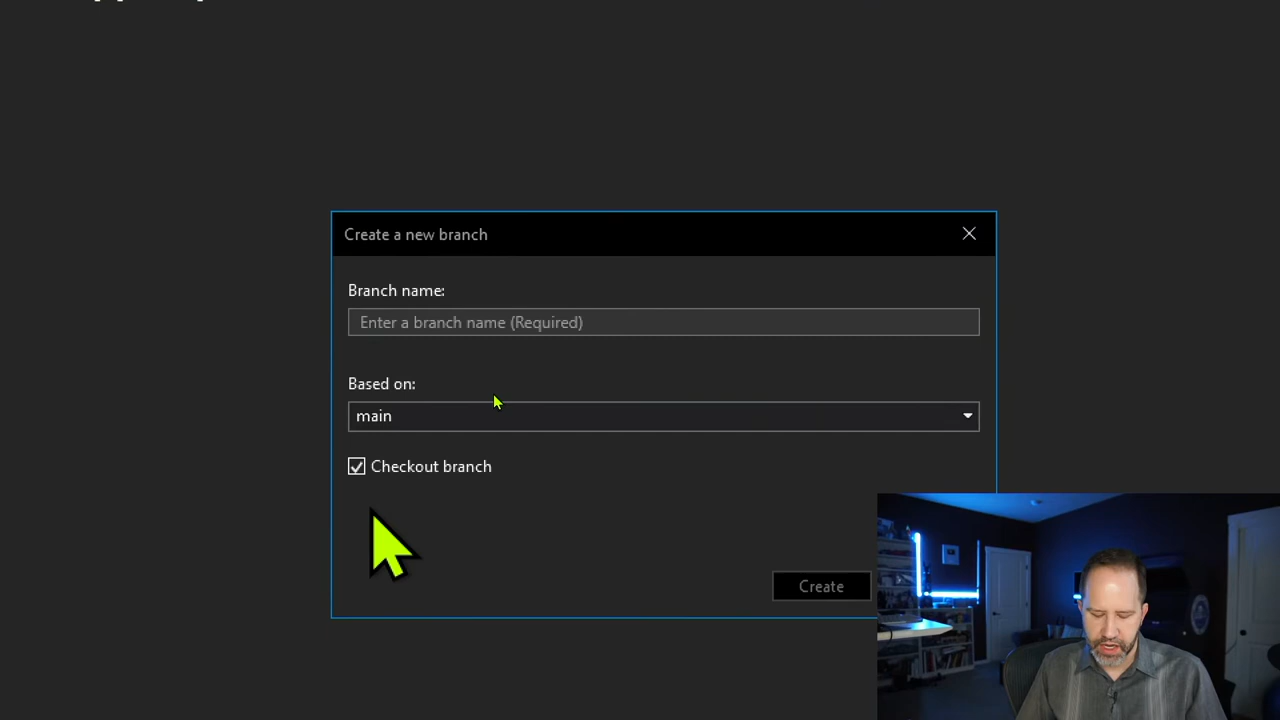 Create a new branch
Branch name:
Enter a branch name (Required)
Based on:
main
Checkout branch
Create